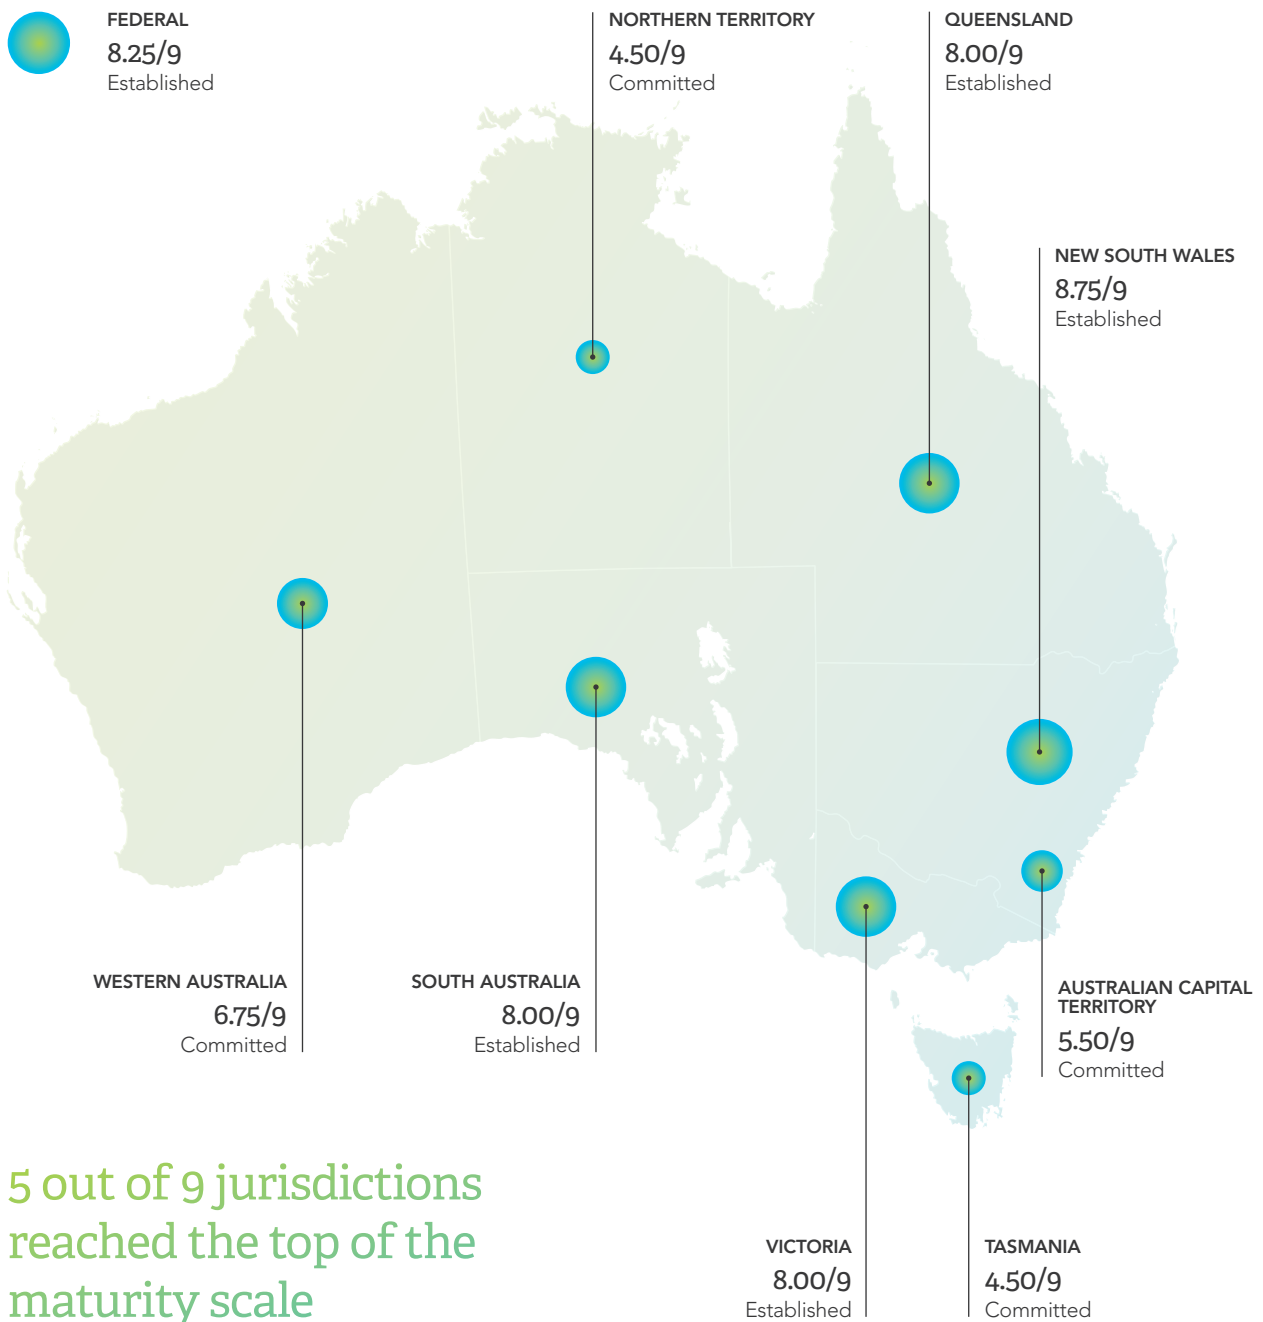 FEDERAL
8.25/9
Established
NORTHERN TERRITORY
4.50/9
Committed
QUEENSLAND
8.00/9
Established
NEW SOUTH WALES
8.75/9
Established
WESTERN AUSTRALIA
6.75/9
Committed
SOUTH AUSTRALIA
8.00/9
Established
AUSTRALIAN CAPITAL
TERRITORY
5.50/9
Committed
5 out of 9 jurisdictions
reached the top of the
maturity scale
VICTORIA
8.00/9
Established
TASMANIA
4.50/9
Committed